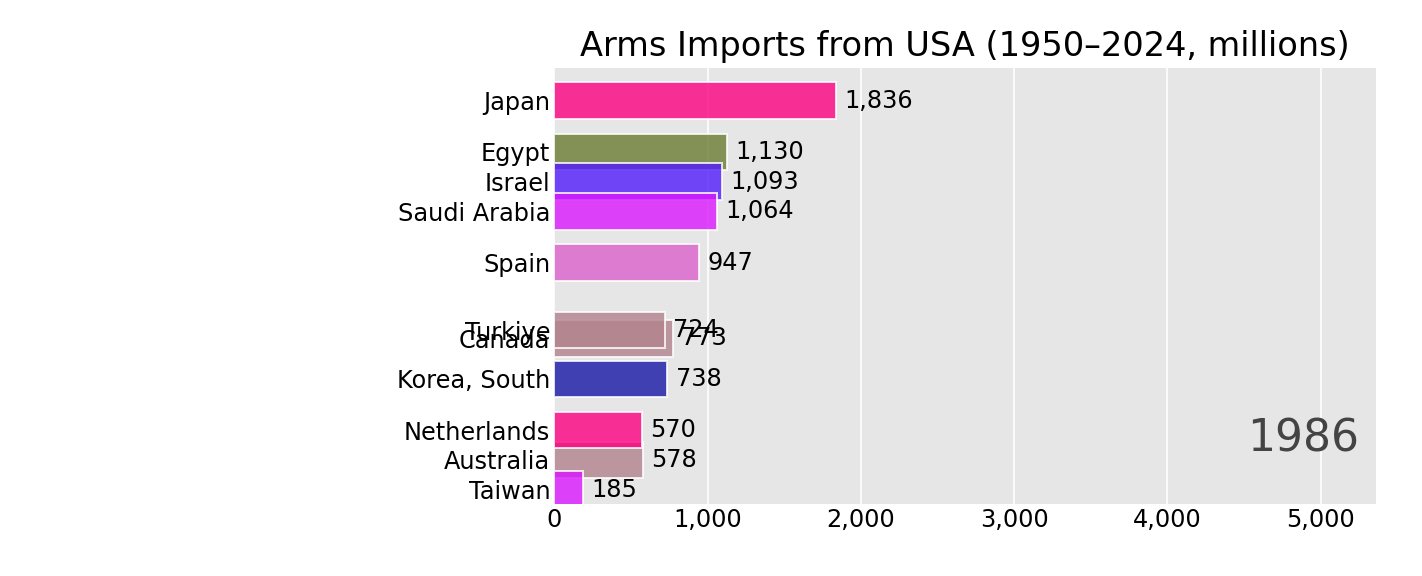 Arms Imports from USA (1950–2024, millions)
Japan 1,836
Egypt 1,130
Israel 1,093
Saudi Arabia 1,064
Spain 947
Turkiye 724
Canada 773
Korea, South 738
Netherlands 570
1986
Australia 578
Taiwan 185
0 1,000 2,000 3,000 4,000 5,000